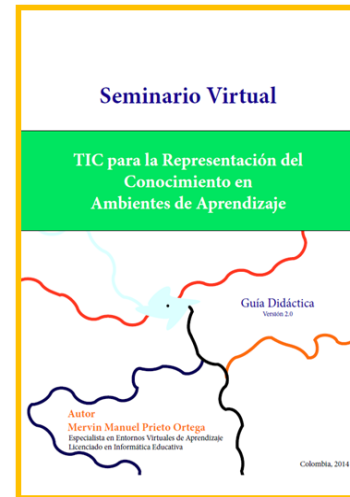 Seminario Virtual
TIC para la Representación del
Conocimiento en
Ambientes de Aprendizaje
Guía Didáctica
Versión 2.0
Autor
Mervin Manuel Prieto Ortega
Especialista en Entornos Virtuales de Aprendizaje
Licenciado en Informática Educativa
Colombia, 2014